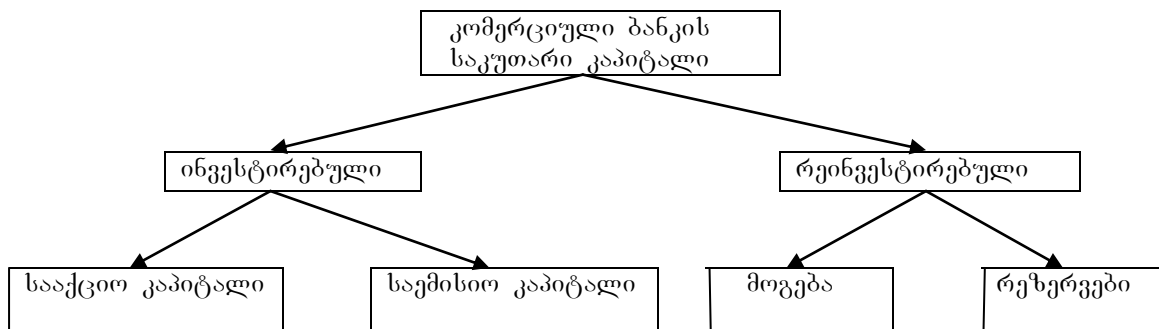 კომერციული ბანკის
საკუთარი კაპიტალი
ინვესტირებული
რეინვესტირებული
სააქციო კაპიტალი
საემისიო კაპიტალი
მოგება
რეზერვები